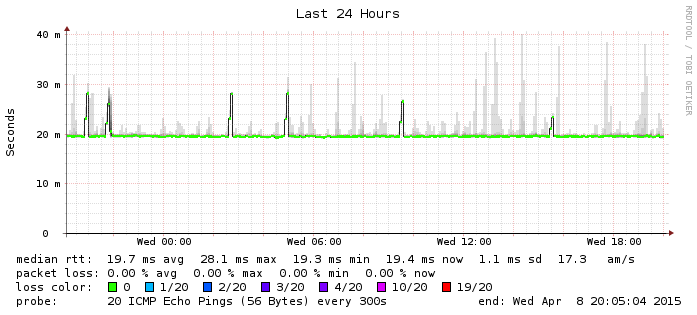 Last 24 Hours
RRDTOOL / TOBI OETIKER
Seconds
40 m
30 m
20 m
10 m
0
Wed 00:00 Wed 06:00 Wed 12:00 Wed 18:00
median rtt: 19.7 ms avg 28.1 ms max 19.3 ms min 19.4 ms now 1.1 ms sd 17.3 am/s
packet loss: 0.00 % avg 0.00 % max 0.00 % min 0.00 % now
loss color: 0 1/20 2/20 3/20 4/20 10/20 19/20
probe: 20 ICMP Echo Pings (56 Bytes) every 300s end: Wed Apr 8 20:05:04 2015